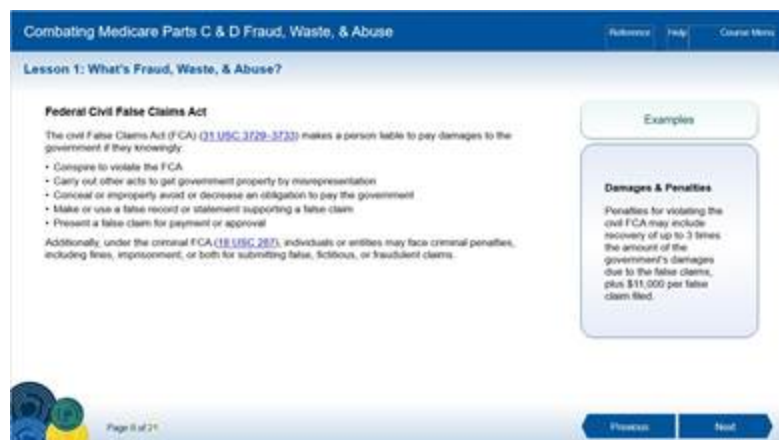 Combating Medicare Parts C & D Fraud, Waste, & Abuse
Reference Help Course Menu
Lesson 1: What's Fraud, Waste, & Abuse?
Federal Civil False Claims Act
The civil False Claims Act (FCA) (31 USC 3729-3733) makes a person liable to pay damages to the
government if they knowingly:
• Conspire to violate the FCA
• Carry out other acts to get government property by misrepresentation
• Conceal or improperly avoid or decrease an obligation to pay the government
• Make or use a false record or statement supporting a false claim
• Present a false claim for payment or approval
Additionally, under the criminal FCA (18 USC 287), individuals or entities may face criminal penalties,
including fines, imprisonment, or both for submitting false, fictitious, or fraudulent claims.
Examples
Damages & Penalties
Penalties for violating the
civil FCA may include
recovery of up to 3 times
the amount of the
government's damages
due to the false claims,
plus $11,000 per false
claim filed.
Page of 21
Previous Next